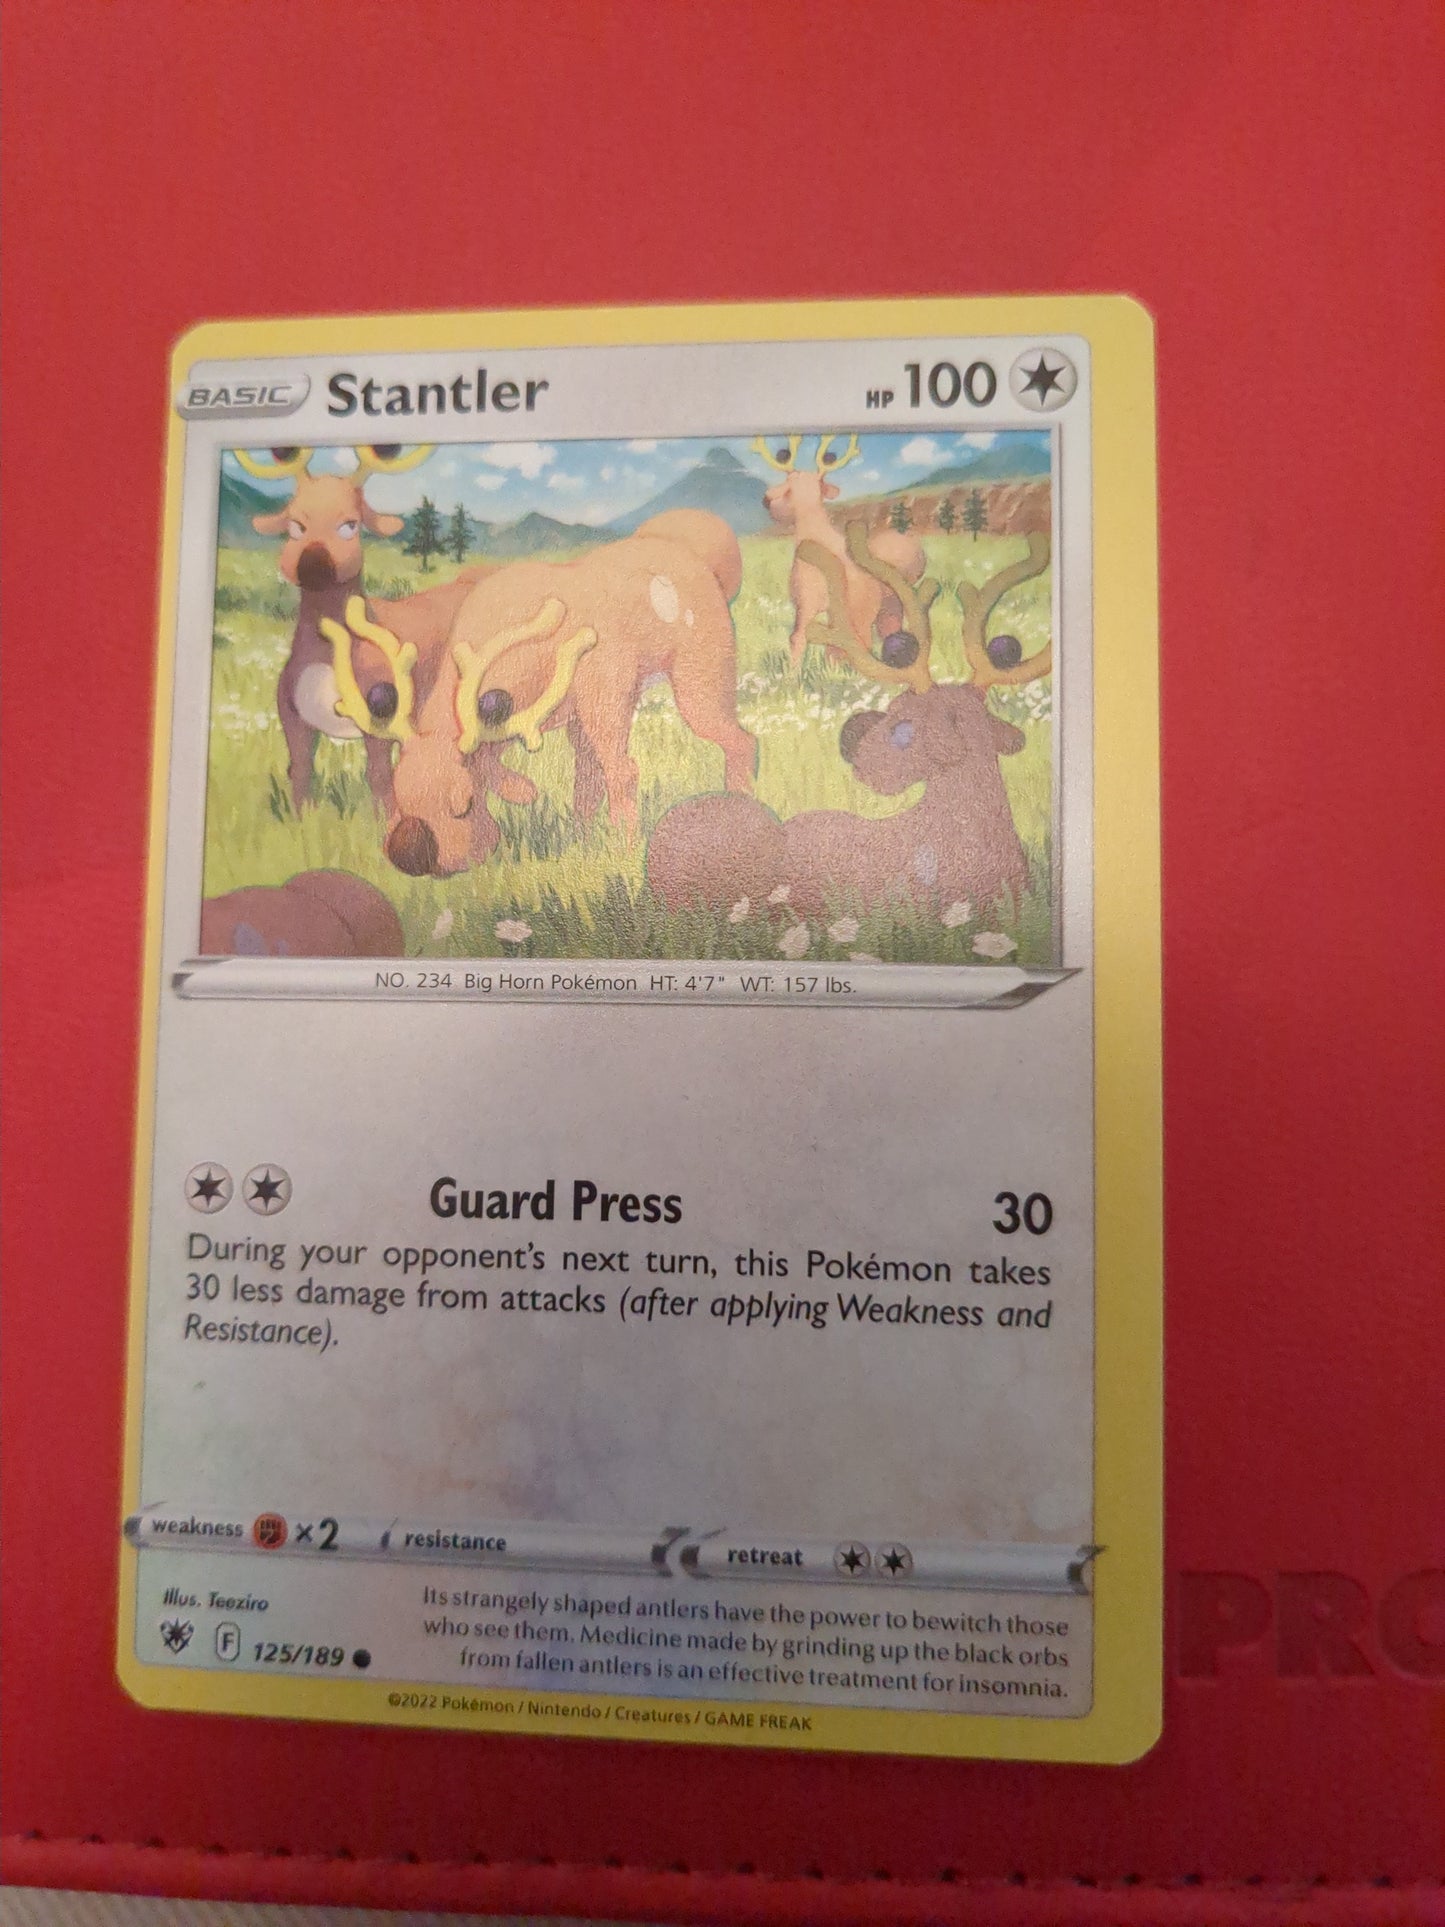 BASIC Stantler HP 100
NO. 234 Big Horn Pokémon HT: 4'7" WT: 157 lbs.
Guard Press 30
During your opponent's next turn, this Pokémon takes
30 less damage from attacks (after applying Weakness and
Resistance).
weakness ×2 resistance retreat
Illus. Teeziro
F 125/189
Its strangely shaped antlers have the power to bewitch those
who see them. Medicine made by grinding up the black orbs
from fallen antlers is an effective treatment for insomnia.
©2022 Pokémon / Nintendo / Creatures / GAME FREAK